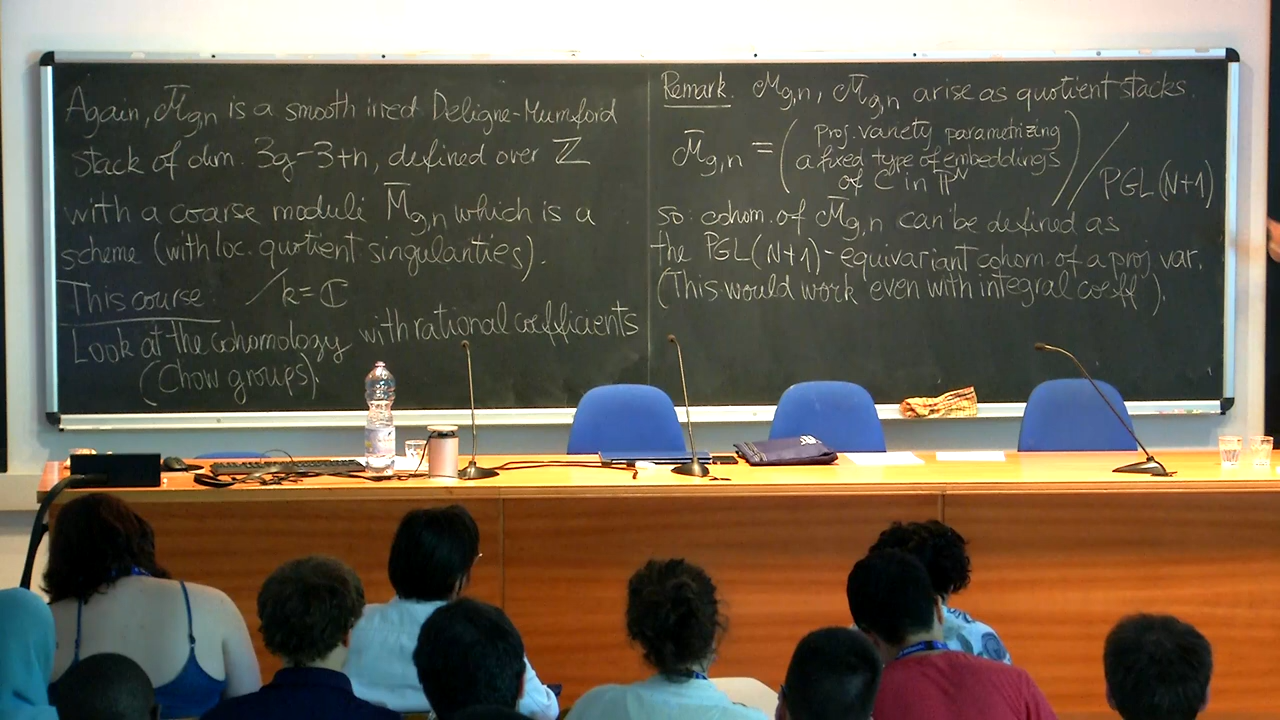 Again, M̄g,n is a smooth irred Deligne-Mumford
stack of dim. 3g-3+n, defined over ℤ
with a coarse moduli M̄g,n which is a
scheme (with loc. quotient singularities).
This course: /k=ℂ
Look at the cohomology with rational coefficients
(Chow groups).
Remark. ℳg,n, ℳ̄g,n arise as quotient stacks.
ℳ̄g,n = (proj. variety parametrizing
a fixed type of embeddings
of C in ℙᴺ) / PGL(N+1)
so: cohom. of ℳ̄g,n can be defined as
the PGL(N+1)-equivariant cohom. of a proj var.
(This would work even with integral coeff).